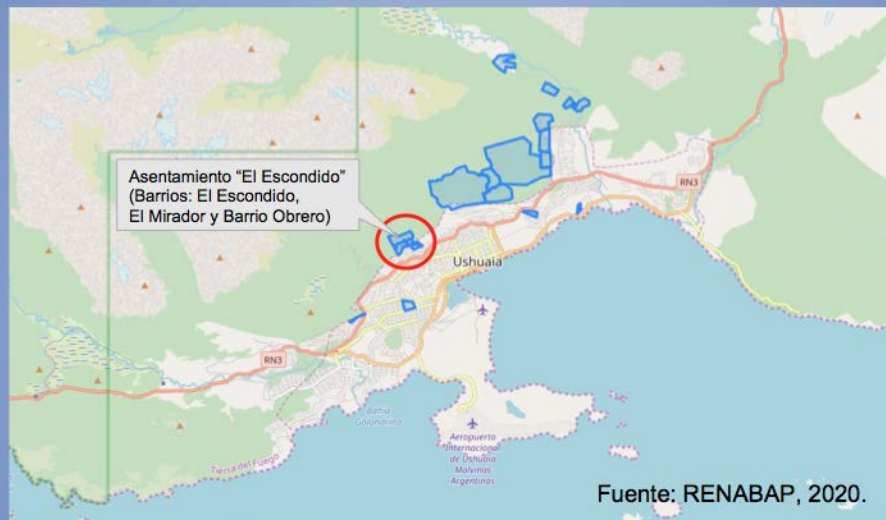 Asentamiento “El Escondido”
(Barrios: El Escondido,
El Mirador y Barrio Obrero)
RN3
Ushuaia
RN3
Bahía
Golondrina
Tierra del Fuego
Aeropuerto
Internacional
de Ushuaia
Malvinas
Argentinas
Fuente: RENABAP, 2020.